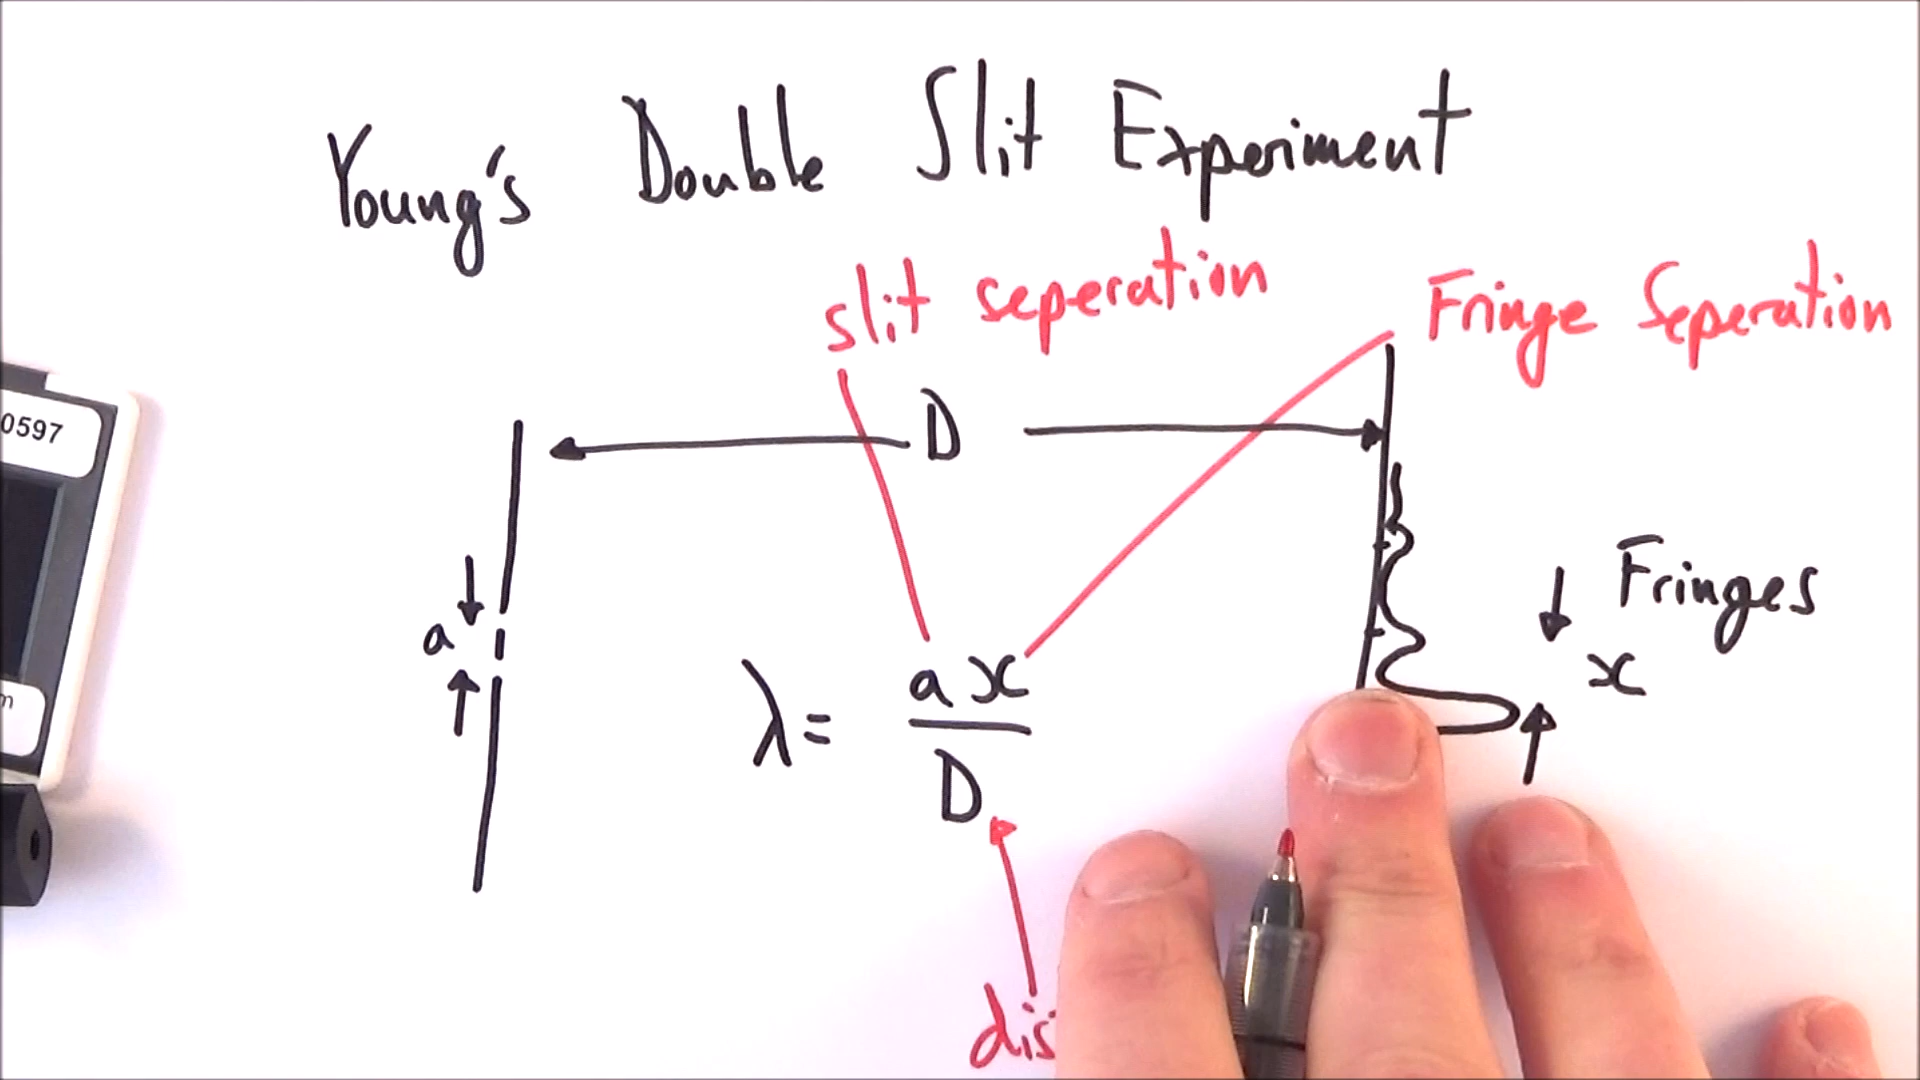 Young's Double Slit Experiment
slit seperation
Fringe Seperation
0597
D
a
Fringes
x
λ = ax
D
m
dis